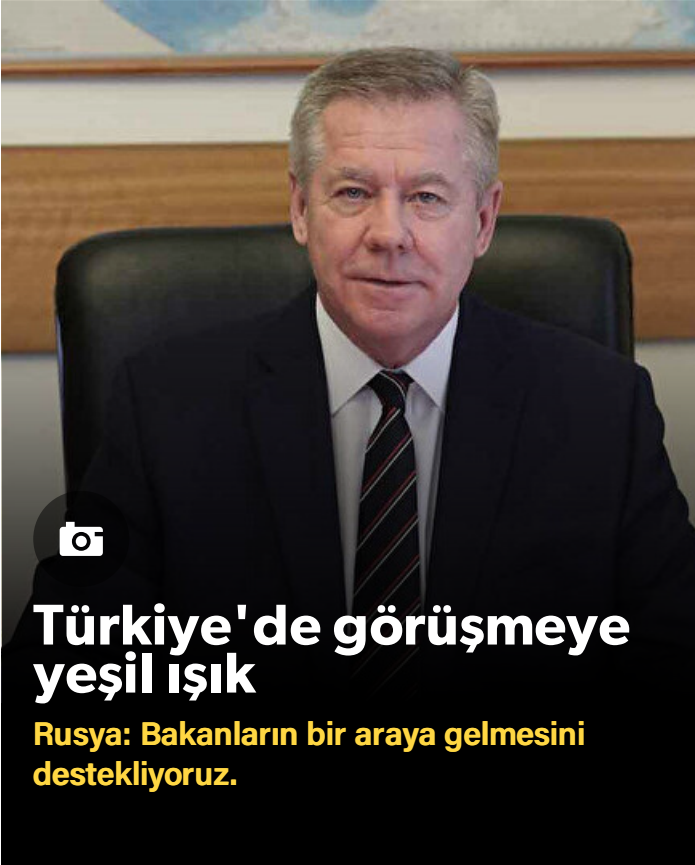 Türkiye'de görüşmeye
yeşil ışık
Rusya: Bakanların bir araya gelmesini
destekliyoruz.